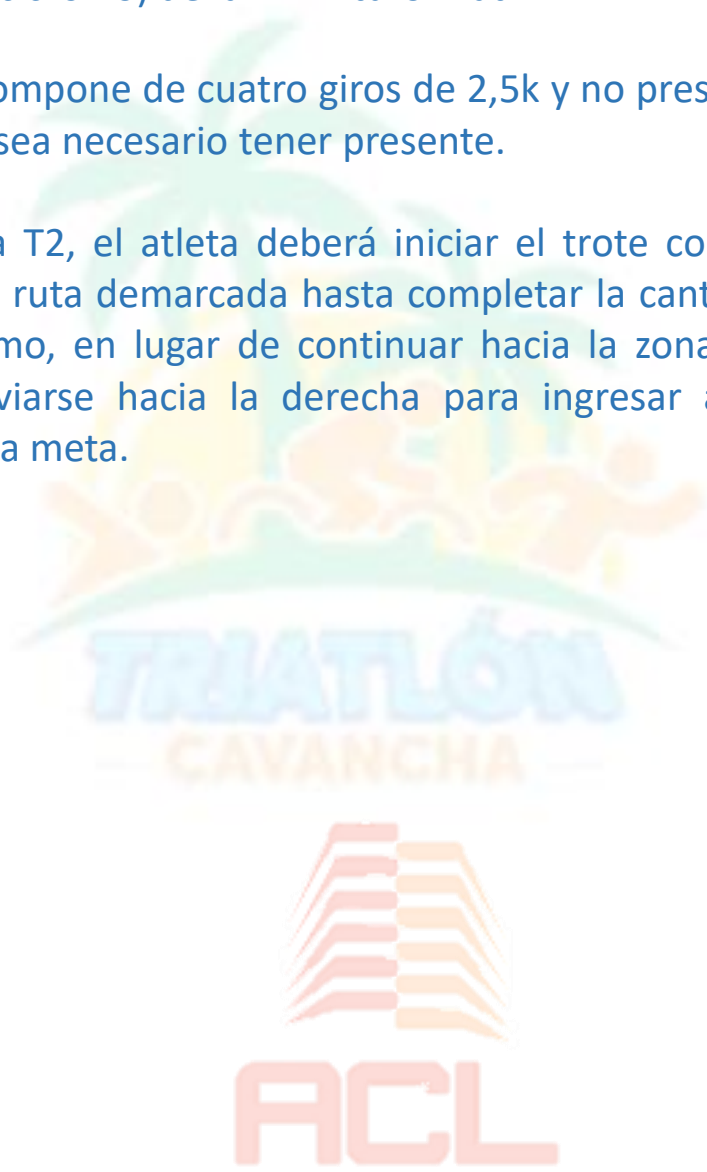 ompone de cuatro giros de 2,5k y no pres
sea necesario tener presente.
a T2, el atleta deberá iniciar el trote co
ruta demarcada hasta completar la cant
mo, en lugar de continuar hacia la zona
viarse hacia la derecha para ingresar a
a meta.
TRIATLÓN
CAVANCHA
ACL